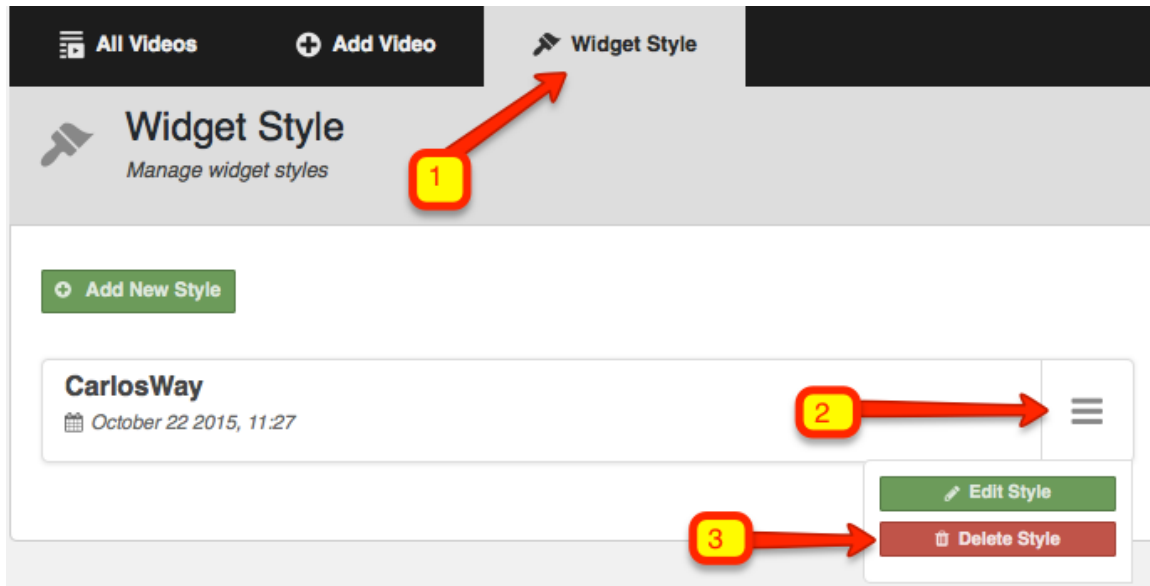 All Videos
Add Video
Widget Style
Widget Style
Manage widget styles
1
Add New Style
CarlosWay
October 22 2015, 11:27
2
Edit Style
3
Delete Style